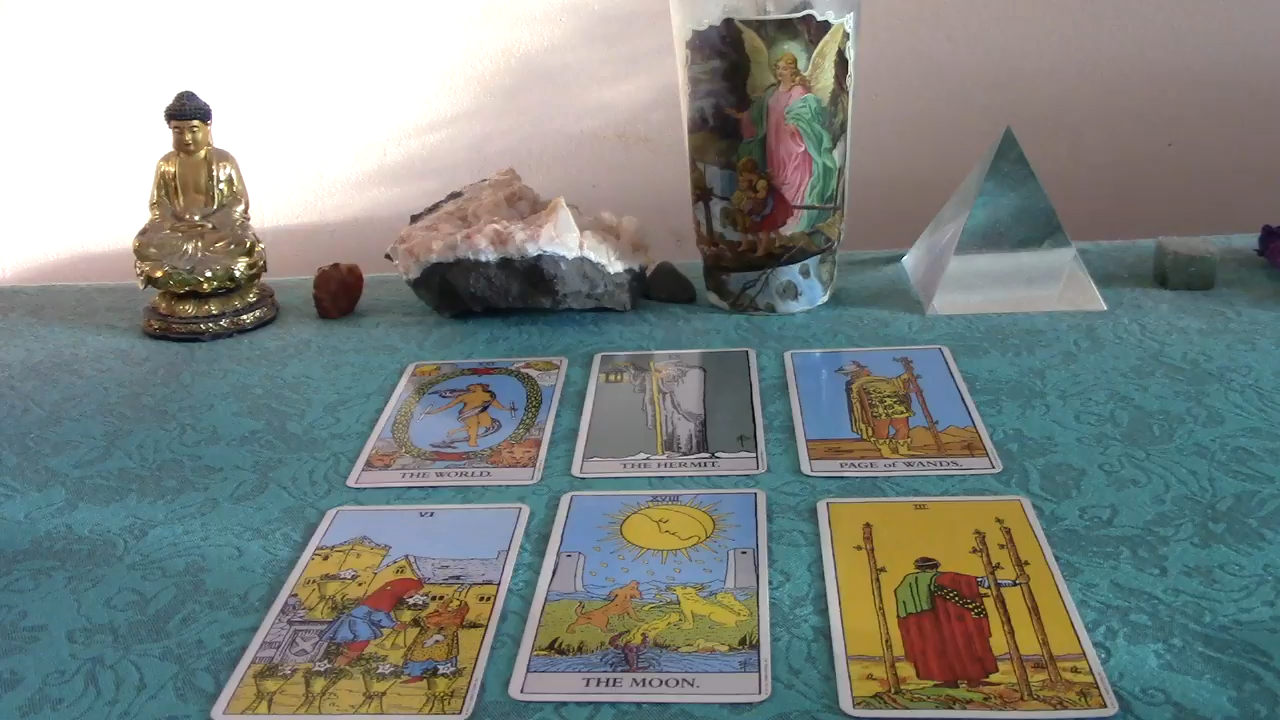 THE WORLD.
THE HERMIT.
PAGE of WANDS.
VI
XVIII
III
THE MOON.